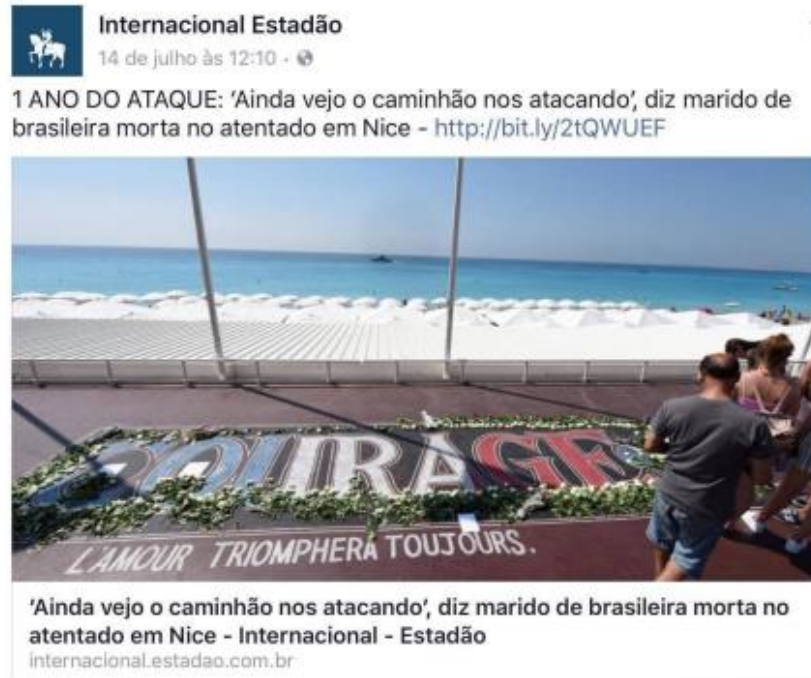 Internacional Estadão
14 de julho às 12:10 ·
1 ANO DO ATAQUE: ‘Ainda vejo o caminhão nos atacando’, diz marido de
brasileira morta no atentado em Nice - http://bit.ly/2tQWUEF
COURAGE
L'AMOUR TRIOMPHERA TOUJOURS.
‘Ainda vejo o caminhão nos atacando’, diz marido de brasileira morta no
atentado em Nice - Internacional - Estadão
internacional.estadao.com.br